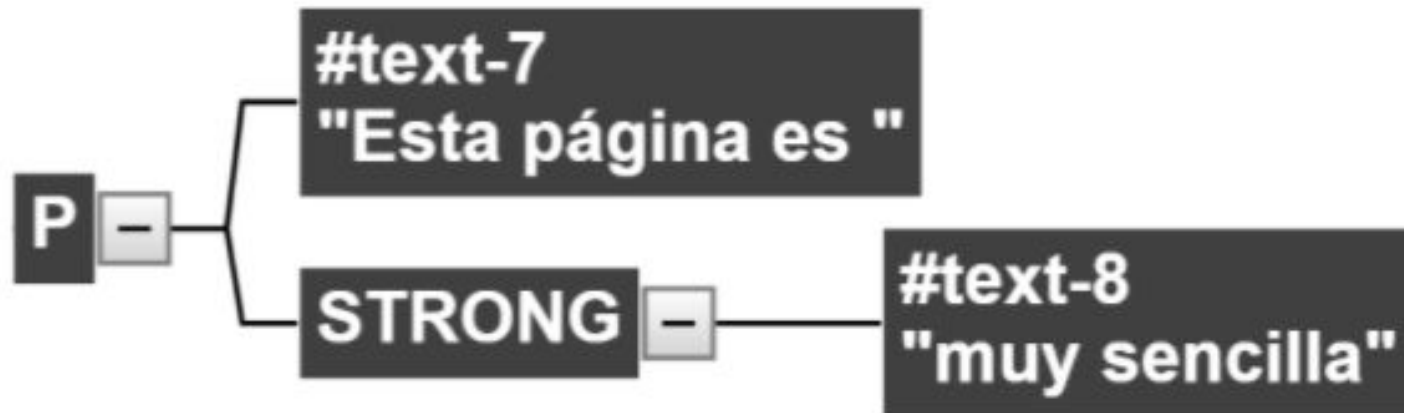 #text-7
"Esta página es "
P
STRONG
#text-8
"muy sencilla"